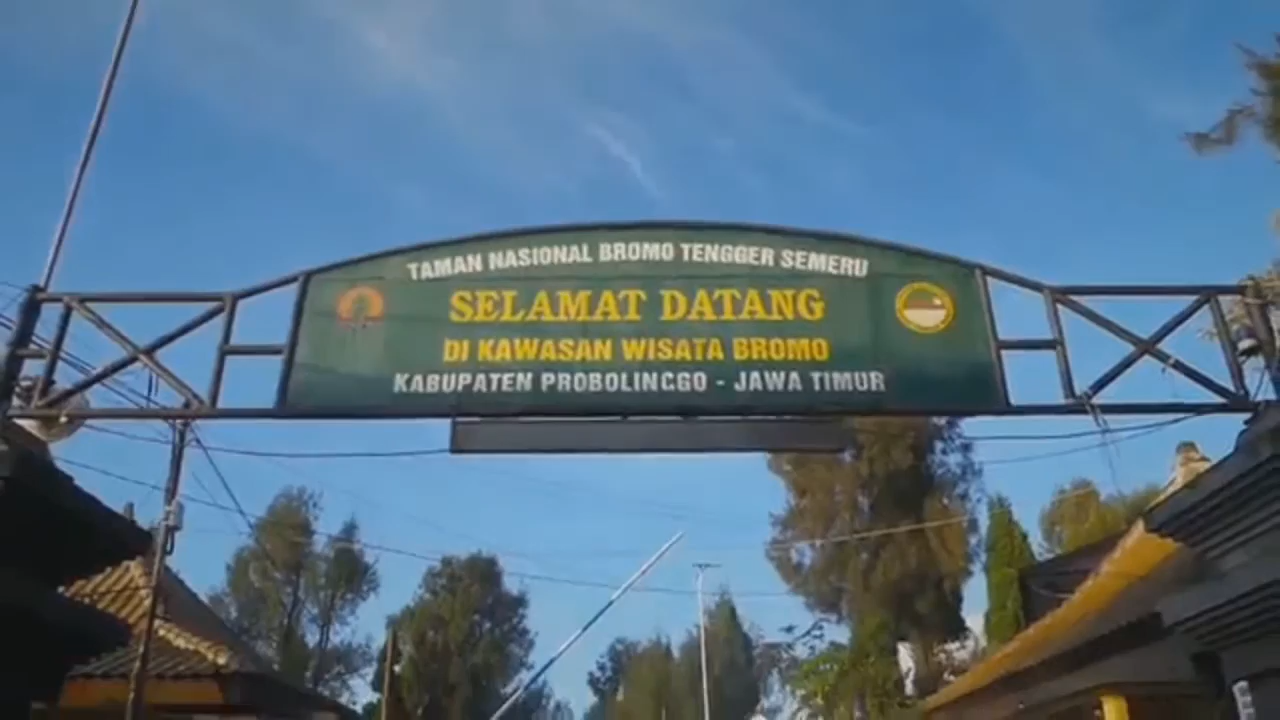 TAMAN NASIONAL BROMO TENGGER SEMERU
SELAMAT DATANG
DI KAWASAN WISATA BROMO
KABUPATEN PROBOLINGGO - JAWA TIMUR